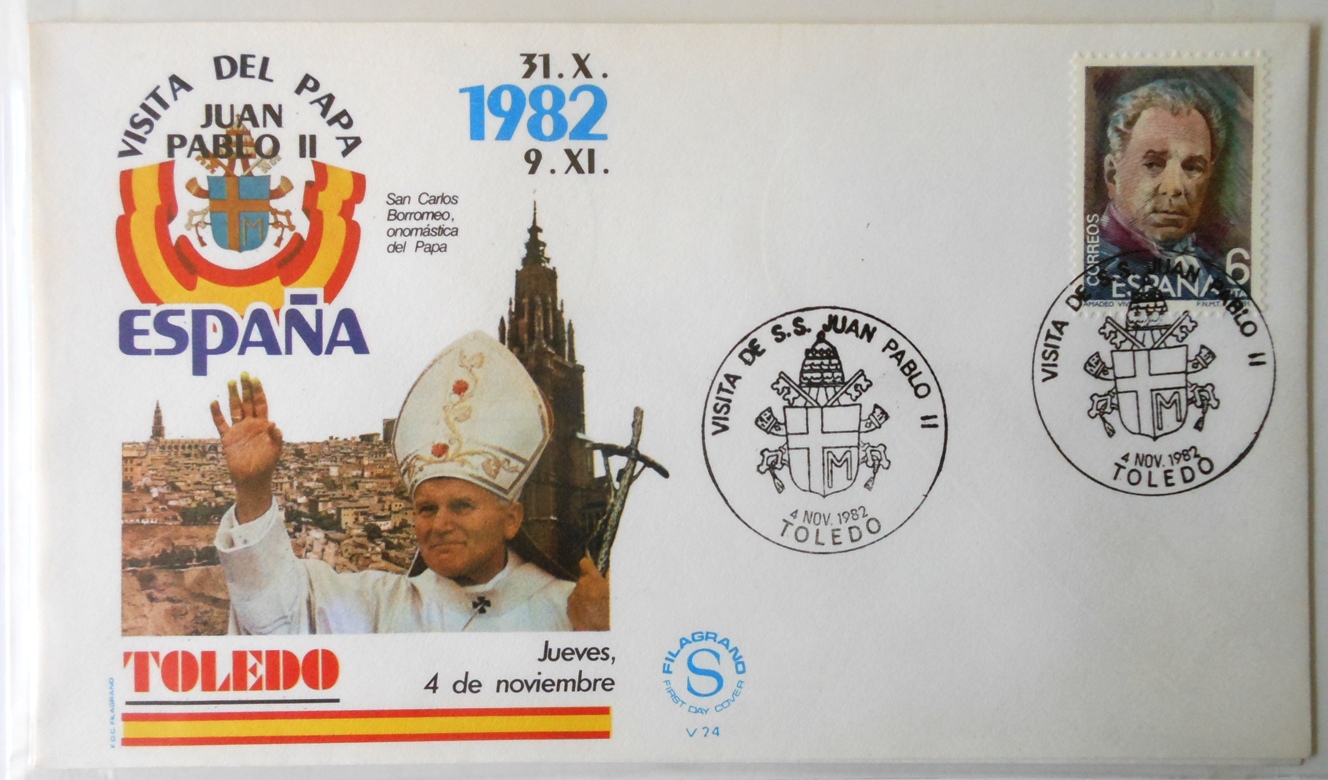 VISITA DEL PAPA
JUAN
PABLO II
ESPAÑA
31. X.
1982
9. XI.
San Carlos
Borromeo,
onomástica
del Papa
TOLEDO
Jueves,
4 de noviembre
F.D.C. FILAGRANO
FILAGRANO
S
FIRST DAY COVER
V 24
VISITA DE S.S. JUAN PABLO II
M
4 NOV. 1982
TOLEDO
CORREOS
6
ESPAÑA
AMADEO
F.N.M.T.
VISITA DE S.S. JUAN PABLO II
M
4 NOV. 1982
TOLEDO